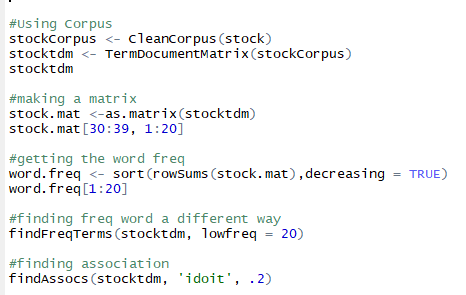 #Using Corpus
stockCorpus <- CleanCorpus(stock)
stocktdm <- TermDocumentMatrix(stockCorpus)
stocktdm
#making a matrix
stock.mat <-as.matrix(stocktdm)
stock.mat[30:39, 1:20]
#getting the word freq
word.freq <- sort(rowSums(stock.mat),decreasing = TRUE)
word.freq[1:20]
#finding freq word a different way
findFreqTerms(stocktdm, lowfreq = 20)
#finding association
findAssocs(stocktdm, 'idoit', .2)